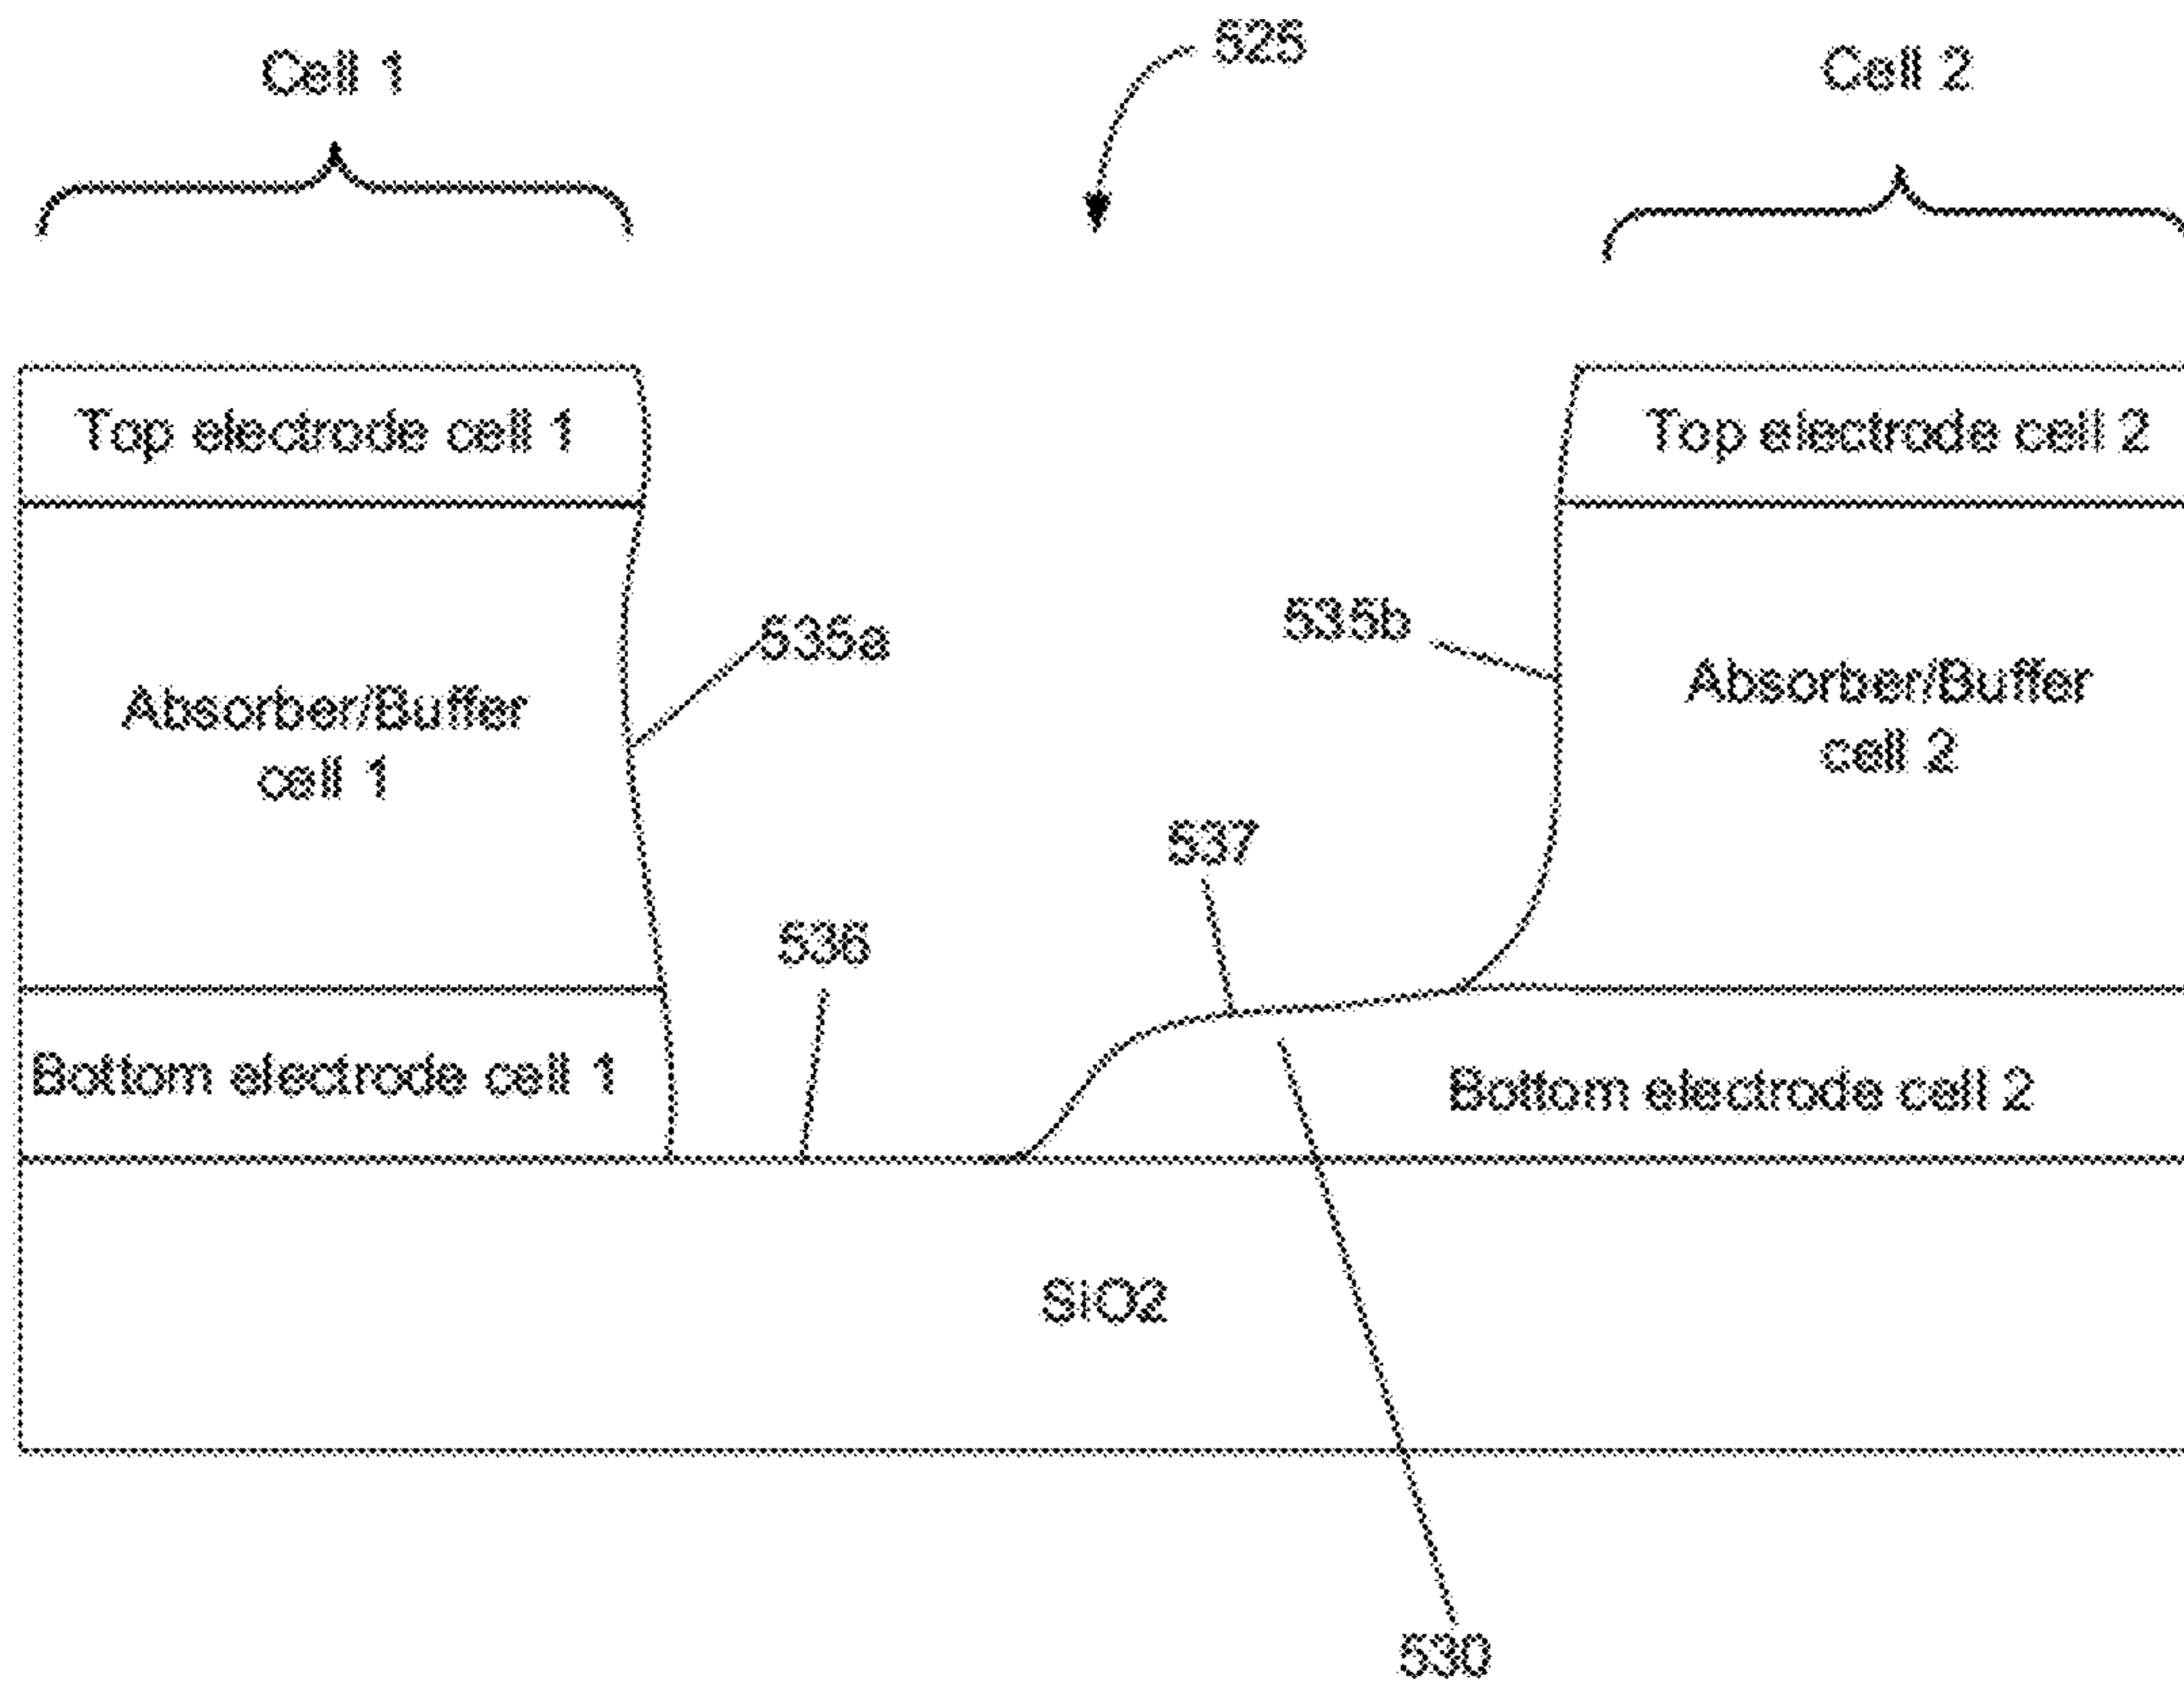 525
Cell 1
Cell 2
Top electrode cell 1
Top electrode cell 2
535a
535b
Absorber/Buffer
cell 1
Absorber/Buffer
cell 2
537
536
Bottom electrode cell 1
Bottom electrode cell 2
SiO2
530